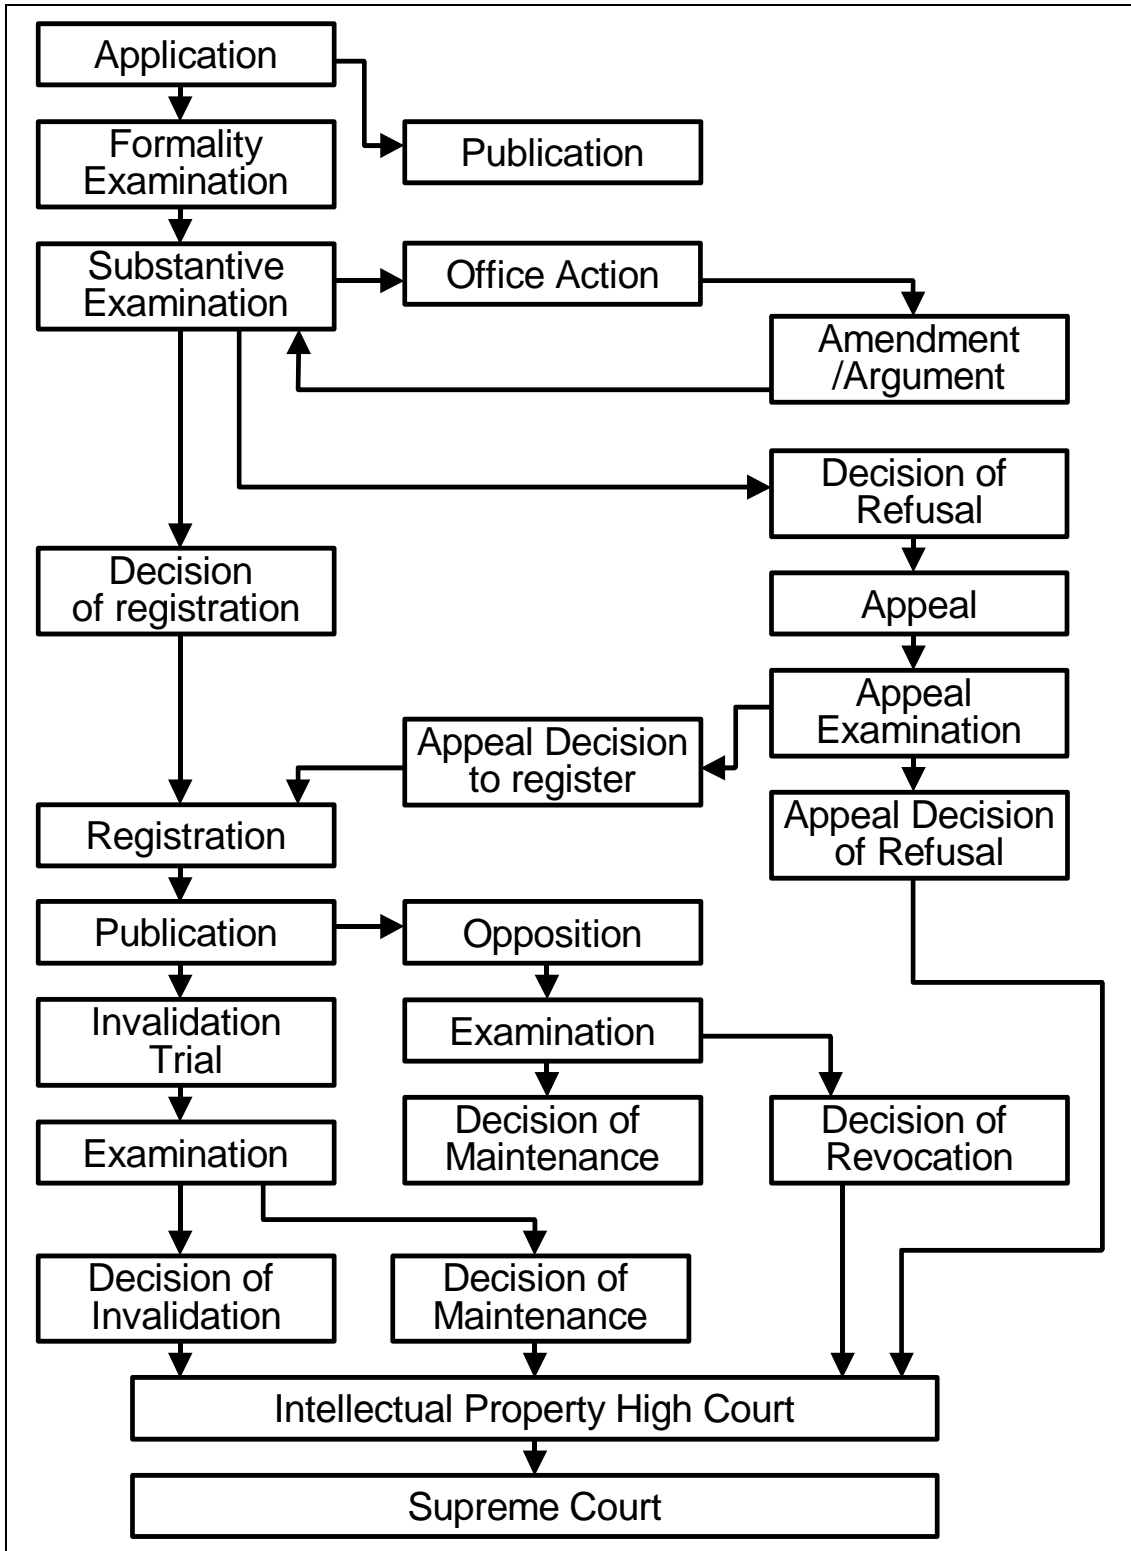 Application
Formality
Examination
Publication
Substantive
Examination
Office Action
Amendment
/Argument
Decision of
Refusal
Decision
of registration
Appeal
Appeal
Examination
Appeal Decision
to register
Registration
Appeal Decision
of Refusal
Publication
Opposition
Invalidation
Trial
Examination
Decision of
Maintenance
Decision of
Revocation
Examination
Decision of
Invalidation
Decision of
Maintenance
Intellectual Property High Court
Supreme Court